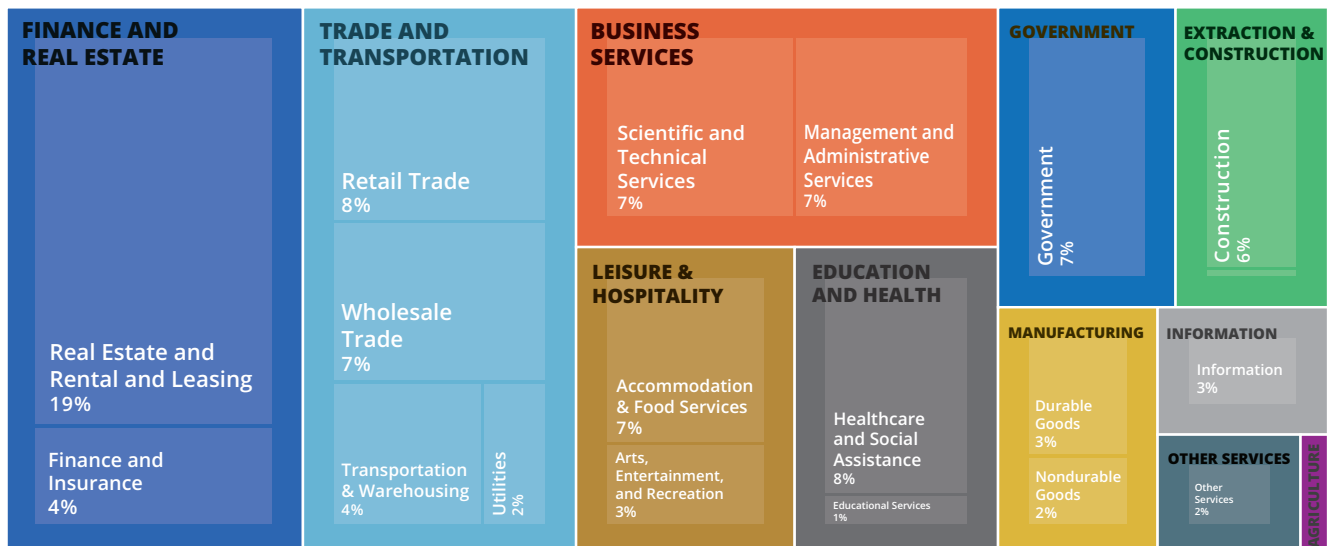 FINANCE AND
REAL ESTATE
Real Estate and
Rental and Leasing
19%
Finance and
Insurance
4%
TRADE AND
TRANSPORTATION
Retail Trade
8%
Wholesale
Trade
7%
Transportation
& Warehousing
4%
Utilities
2%
BUSINESS
SERVICES
Scientific and
Technical
Services
7%
Management and
Administrative
Services
7%
LEISURE &
HOSPITALITY
Accommodation
& Food Services
7%
Arts,
Entertainment,
and Recreation
3%
EDUCATION
AND HEALTH
Healthcare
and Social
Assistance
8%
Educational Services
1%
GOVERNMENT
Government
7%
EXTRACTION &
CONSTRUCTION
Construction
6%
MANUFACTURING
Durable
Goods
3%
Nondurable
Goods
2%
INFORMATION
Information
3%
OTHER SERVICES
Other
Services
2%
AGRICULTURE